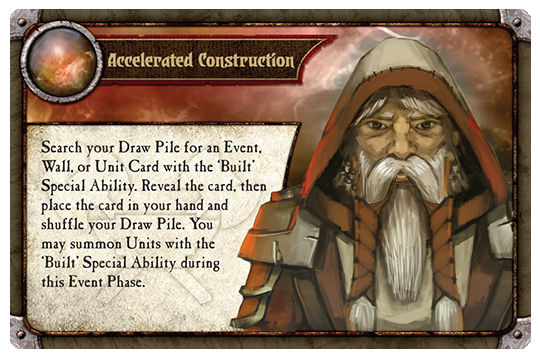 Accelerated Construction
Search your Draw Pile for an Event,
Wall, or Unit Card with the ‘Built’
Special Ability. Reveal the card, then
place the card in your hand and
shuffle your Draw Pile. You
may summon Units with the
‘Built’ Special Ability during
this Event Phase.